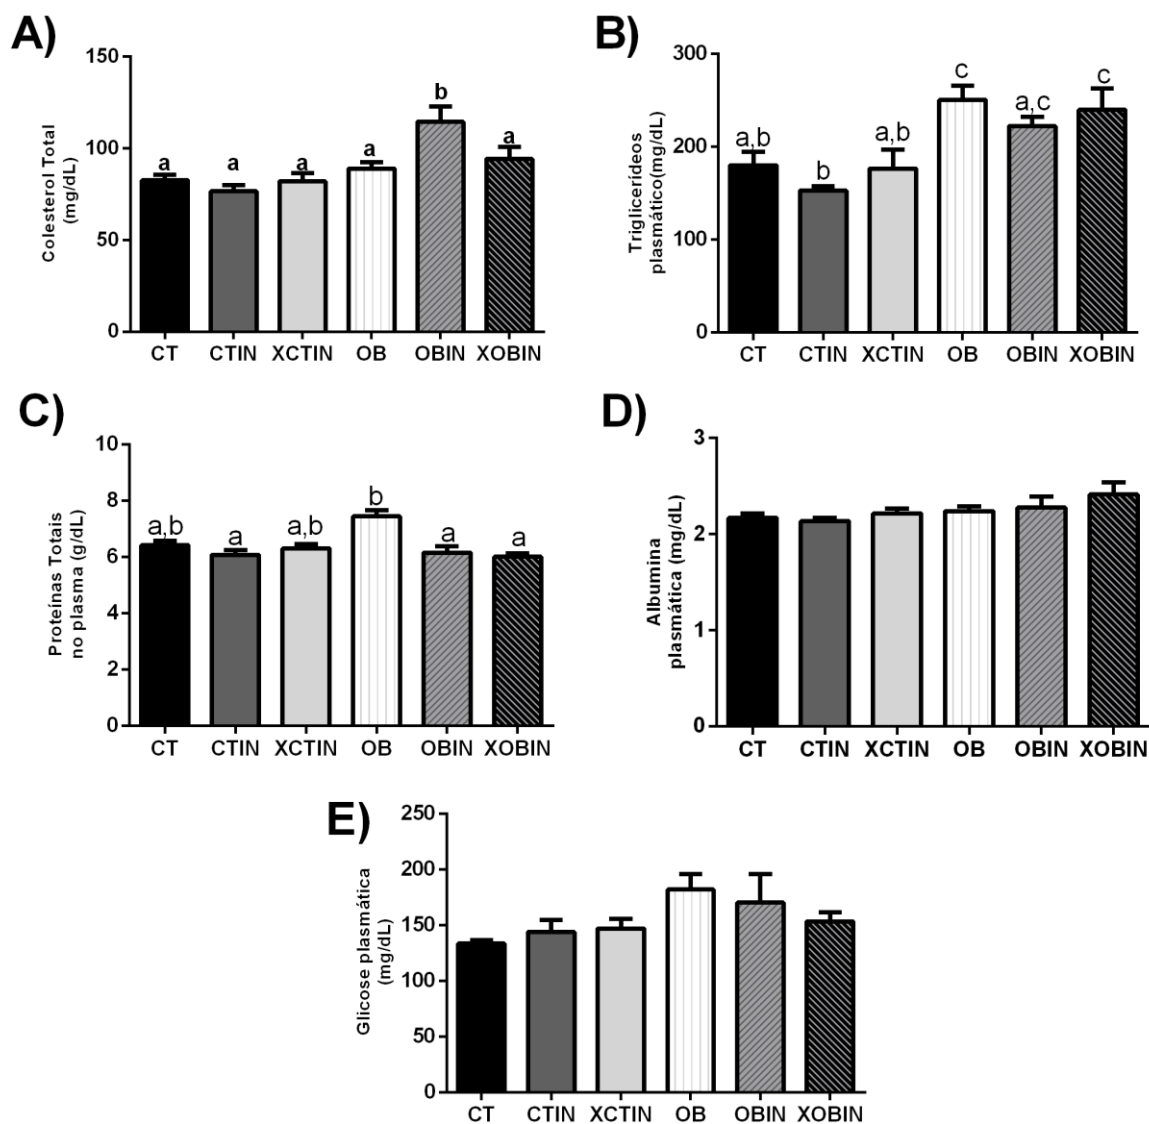 A)
150
100
50
0
Colesterol Total
(mg/dL)
a a a a b a
CT CTIN XCTIN OB OBIN XOBIN
B)
300
200
100
0
Triglicerídeos
plasmático(mg/dL)
a,b b a,b c a,c c
CT CTIN XCTIN OB OBIN XOBIN
C)
10
8
6
4
2
0
Proteínas Totais
no plasma (g/dL)
a,b a a,b b a a
CT CTIN XCTIN OB OBIN XOBIN
D)
3
2
1
0
Albumina
plasmática (mg/dL)
CT CTIN XCTIN OB OBIN XOBIN
E)
250
200
150
100
50
0
Glicose plasmática
(mg/dL)
CT CTIN XCTIN OB OBIN XOBIN